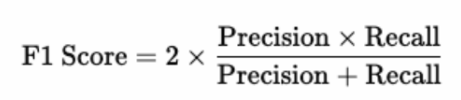 F1 Score = 2 × Precision × Recall / Precision + Recall